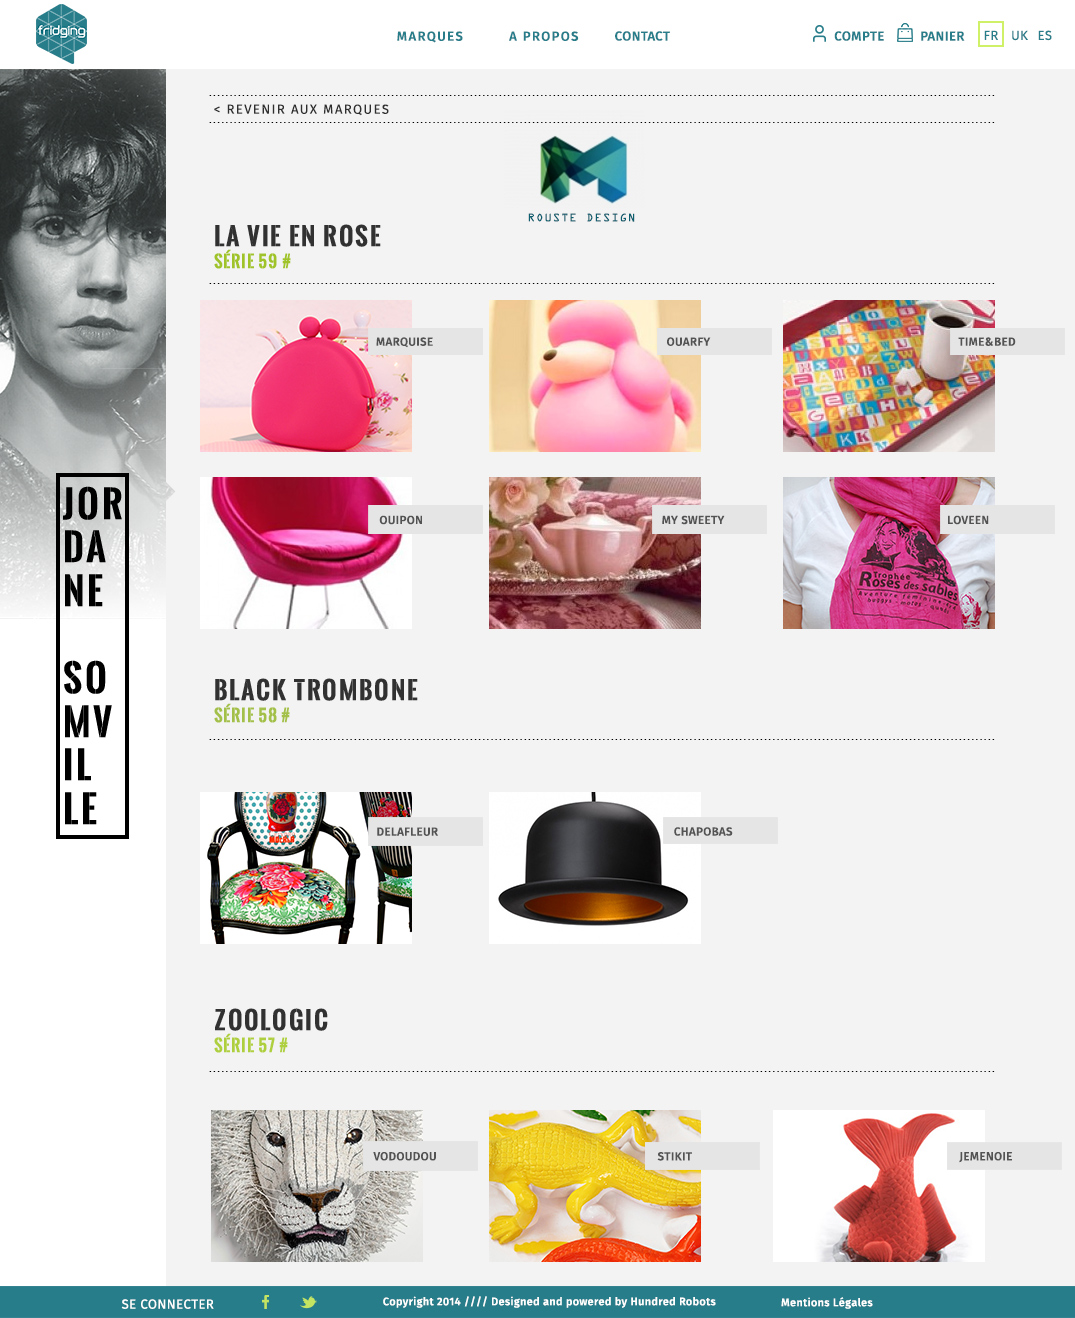 fridging
MARQUES
A PROPOS
CONTACT
COMPTE
PANIER
FR
UK
ES
< REVENIR AUX MARQUES
ROUSTE DESIGN
JOR
DA
NE
SO
MV
IL
LE
LA VIE EN ROSE
SÉRIE 59 #
MARQUISE
OUARFY
TIME&BED
OUIPON
MY SWEETY
LOVEEN
Trophée
Roses des sables
BLACK TROMBONE
SÉRIE 58 #
DELAFLEUR
CHAPOBAS
ZOOLOGIC
SÉRIE 57 #
VODOUDOU
STIKIT
JEMENOIE
SE CONNECTER
Copyright 2014 //// Designed and powered by Hundred Robots
Mentions Légales